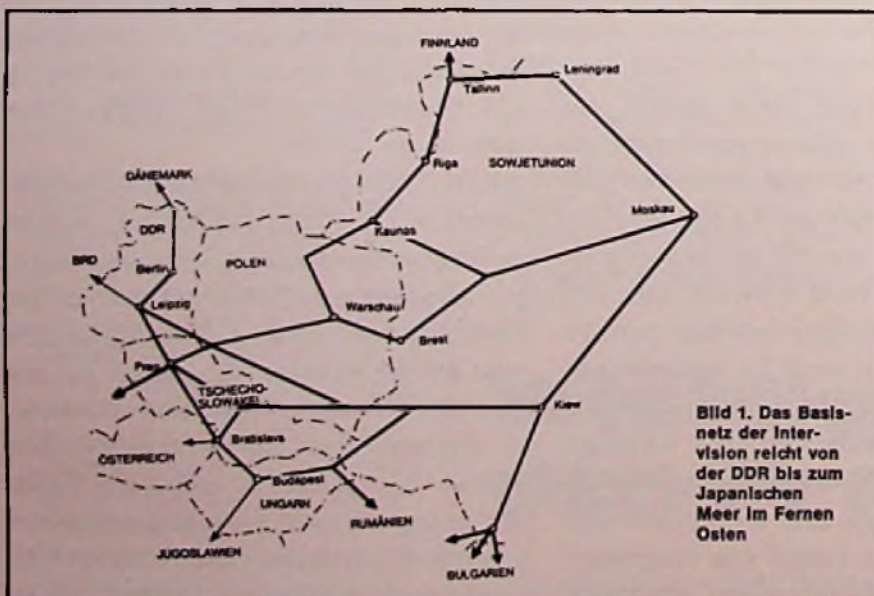 FINNLAND
Leningrad
Tallinn
Riga
SOWJETUNION
DÄNEMARK
DDR
Moskau
Kaunas
BRD
Berlin
POLEN
Leipzig
Warschau
Brest
Prag
TSCHECHO-
SLOWAKEI
Kiew
Bratislava
ÖSTERREICH
Budapest
UNGARN
RUMÄNIEN
JUGOSLAWIEN
BULGARIEN
Bild 1. Das Basis-
netz der Inter-
vision reicht von
der DDR bis zum
Japanischen
Meer im Fernen
Osten